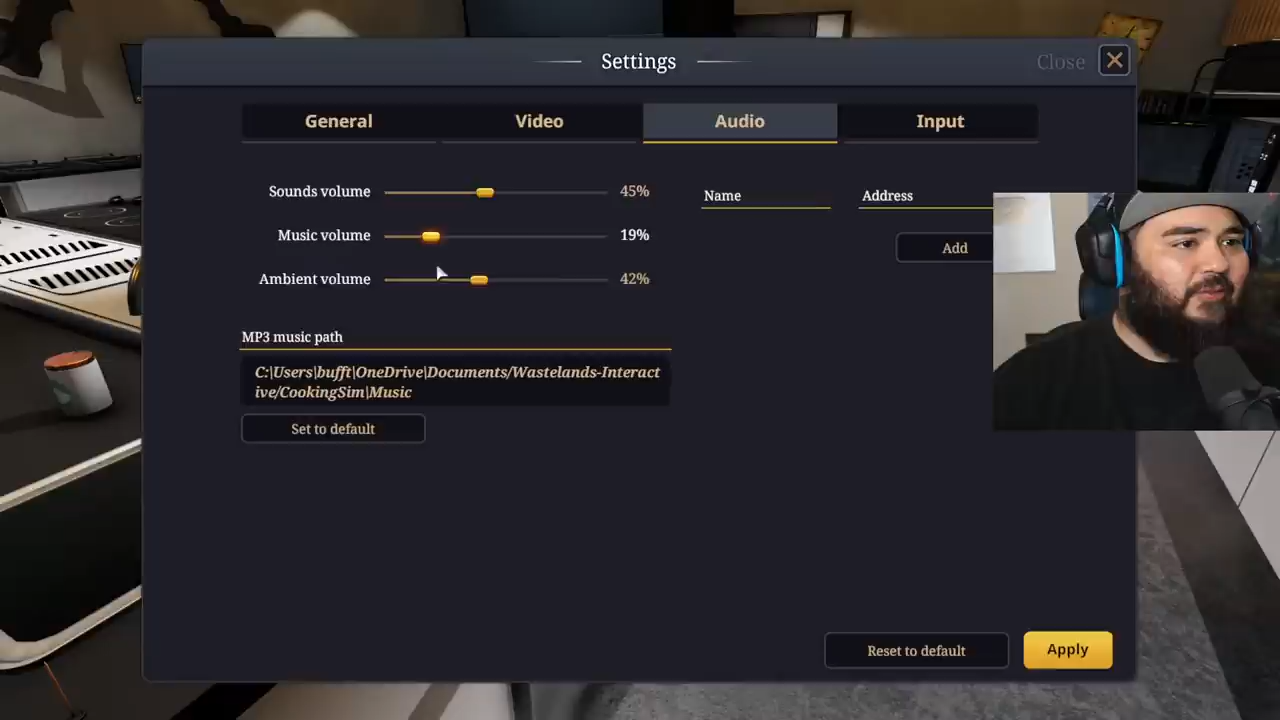 Settings
Close
General
Video
Audio
Input
Sounds volume
45%
Music volume
19%
Ambient volume
42%
Name
Address
Add
MP3 music path
C:\Users\bufft\OneDrive\Documents/Wastelands-Interact
ive/CookingSim\Music
Set to default
Reset to default
Apply